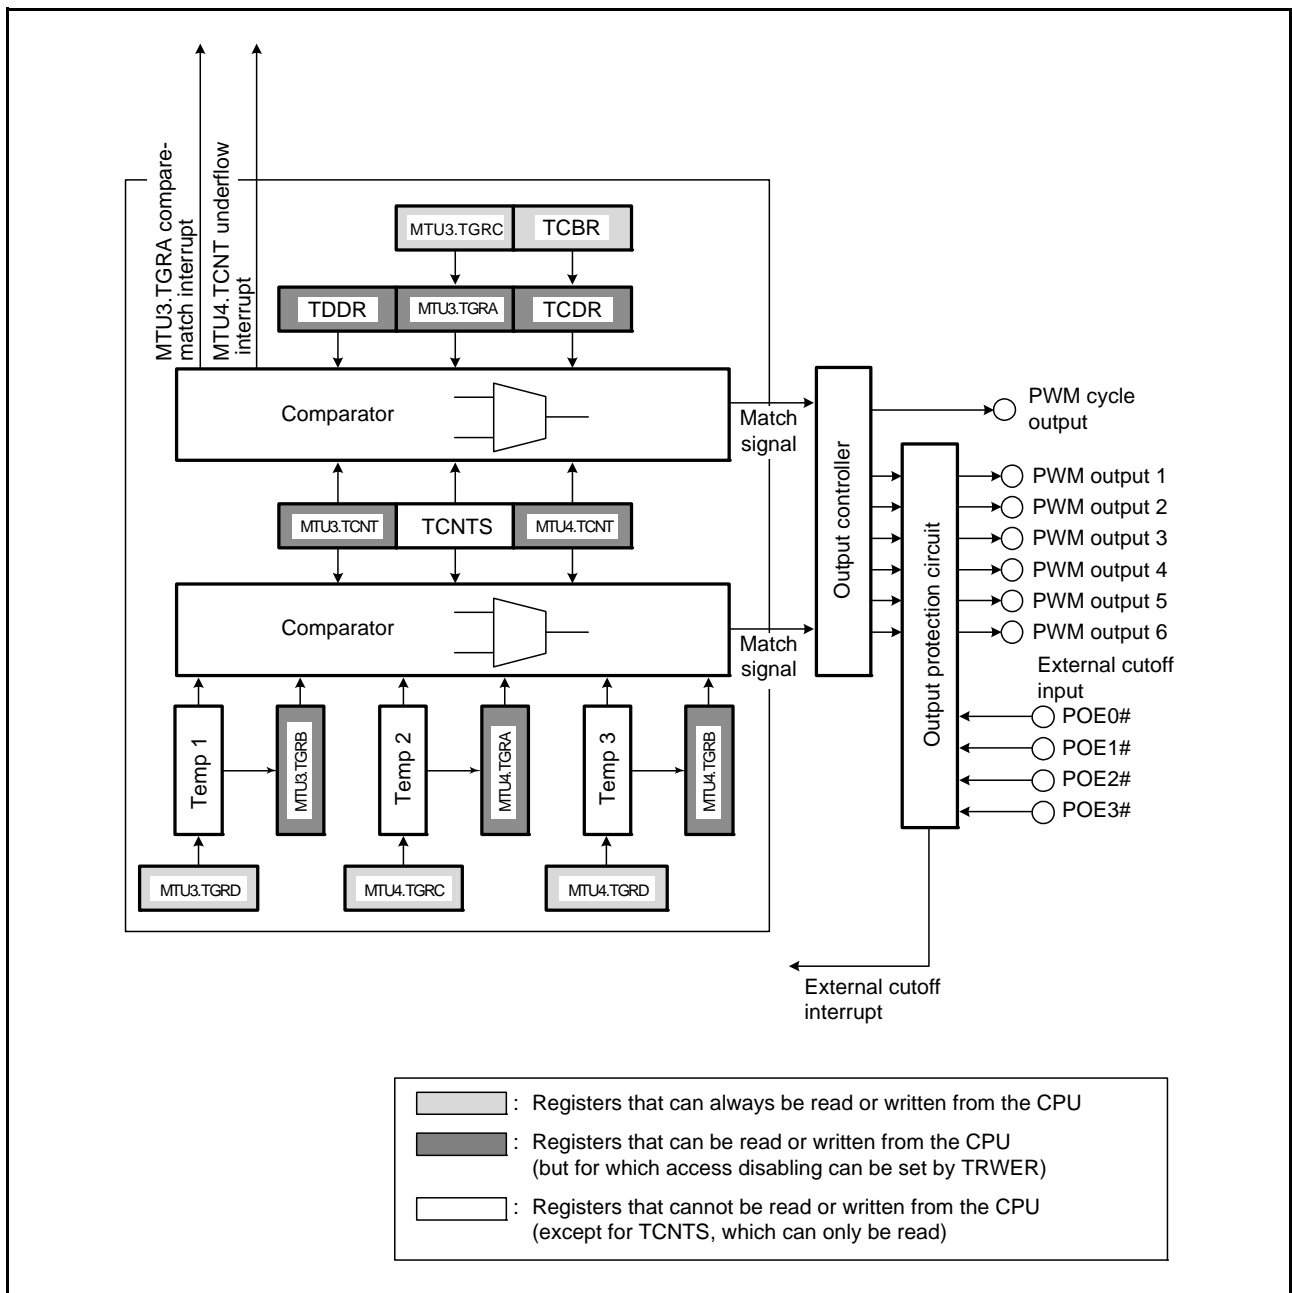 MTU3.TGRA compare-
match interrupt
MTU4.TCNT underflow
interrupt
MTU3.TGRC
TCBR
TDDR
MTU3.TGRA
TCDR
Comparator
Match
signal
PWM cycle
output
MTU3.TCNT
TCNTS
MTU4.TCNT
Comparator
Match
signal
Output controller
Output protection circuit
PWM output 1
PWM output 2
PWM output 3
PWM output 4
PWM output 5
PWM output 6
External cutoff
input
POE0#
POE1#
POE2#
POE3#
Temp 1
MTU3.TGRB
Temp 2
MTU4.TGRA
Temp 3
MTU4.TGRB
MTU3.TGRD
MTU4.TGRC
MTU4.TGRD
External cutoff
interrupt
: Registers that can always be read or written from the CPU
: Registers that can be read or written from the CPU
(but for which access disabling can be set by TRWER)
: Registers that cannot be read or written from the CPU
(except for TCNTS, which can only be read)